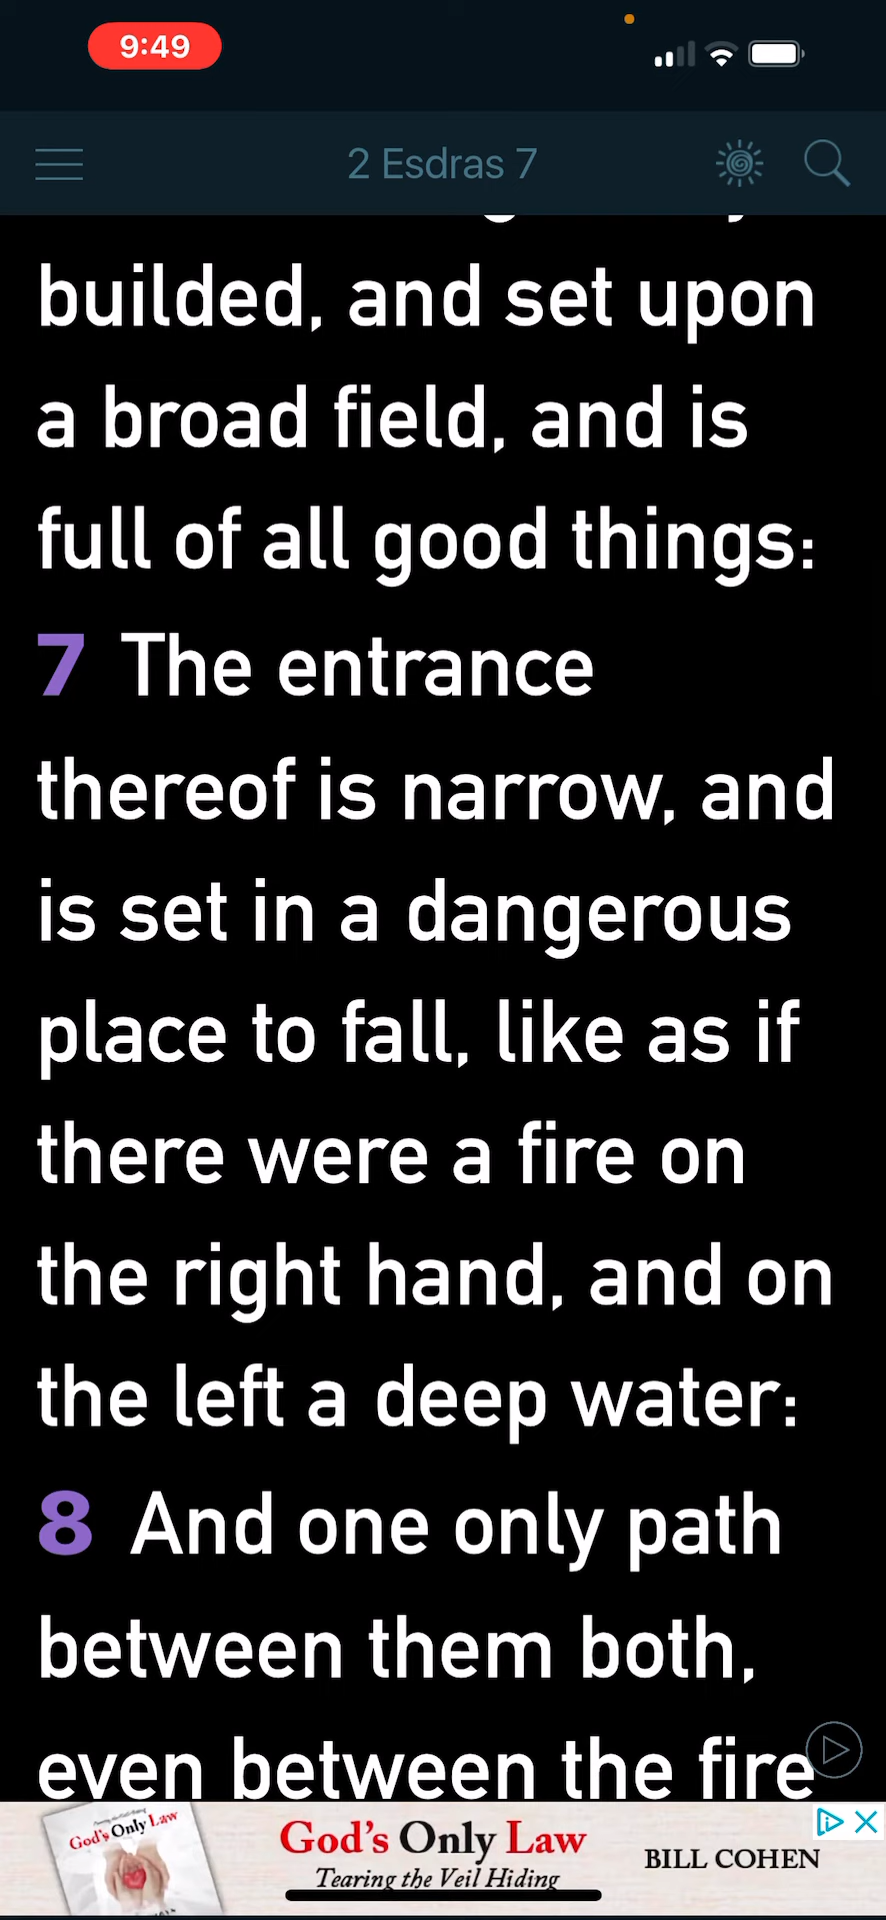 9:49
2 Esdras 7
builded, and set upon
a broad field, and is
full of all good things:
7 The entrance
thereof is narrow, and
is set in a dangerous
place to fall, like as if
there were a fire on
the right hand, and on
the left a deep water:
8 And one only path
between them both,
even between the fire
God's Only Law
God's Only Law
Tearing the Veil Hiding
BILL COHEN